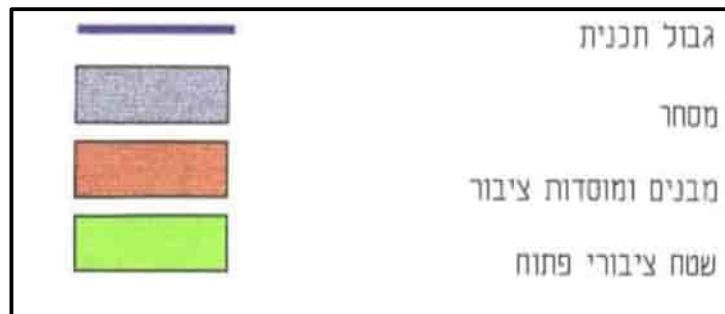 גבול תכנית
מסחר
מבנים ומוסדות ציבור
שטח ציבורי פתוח